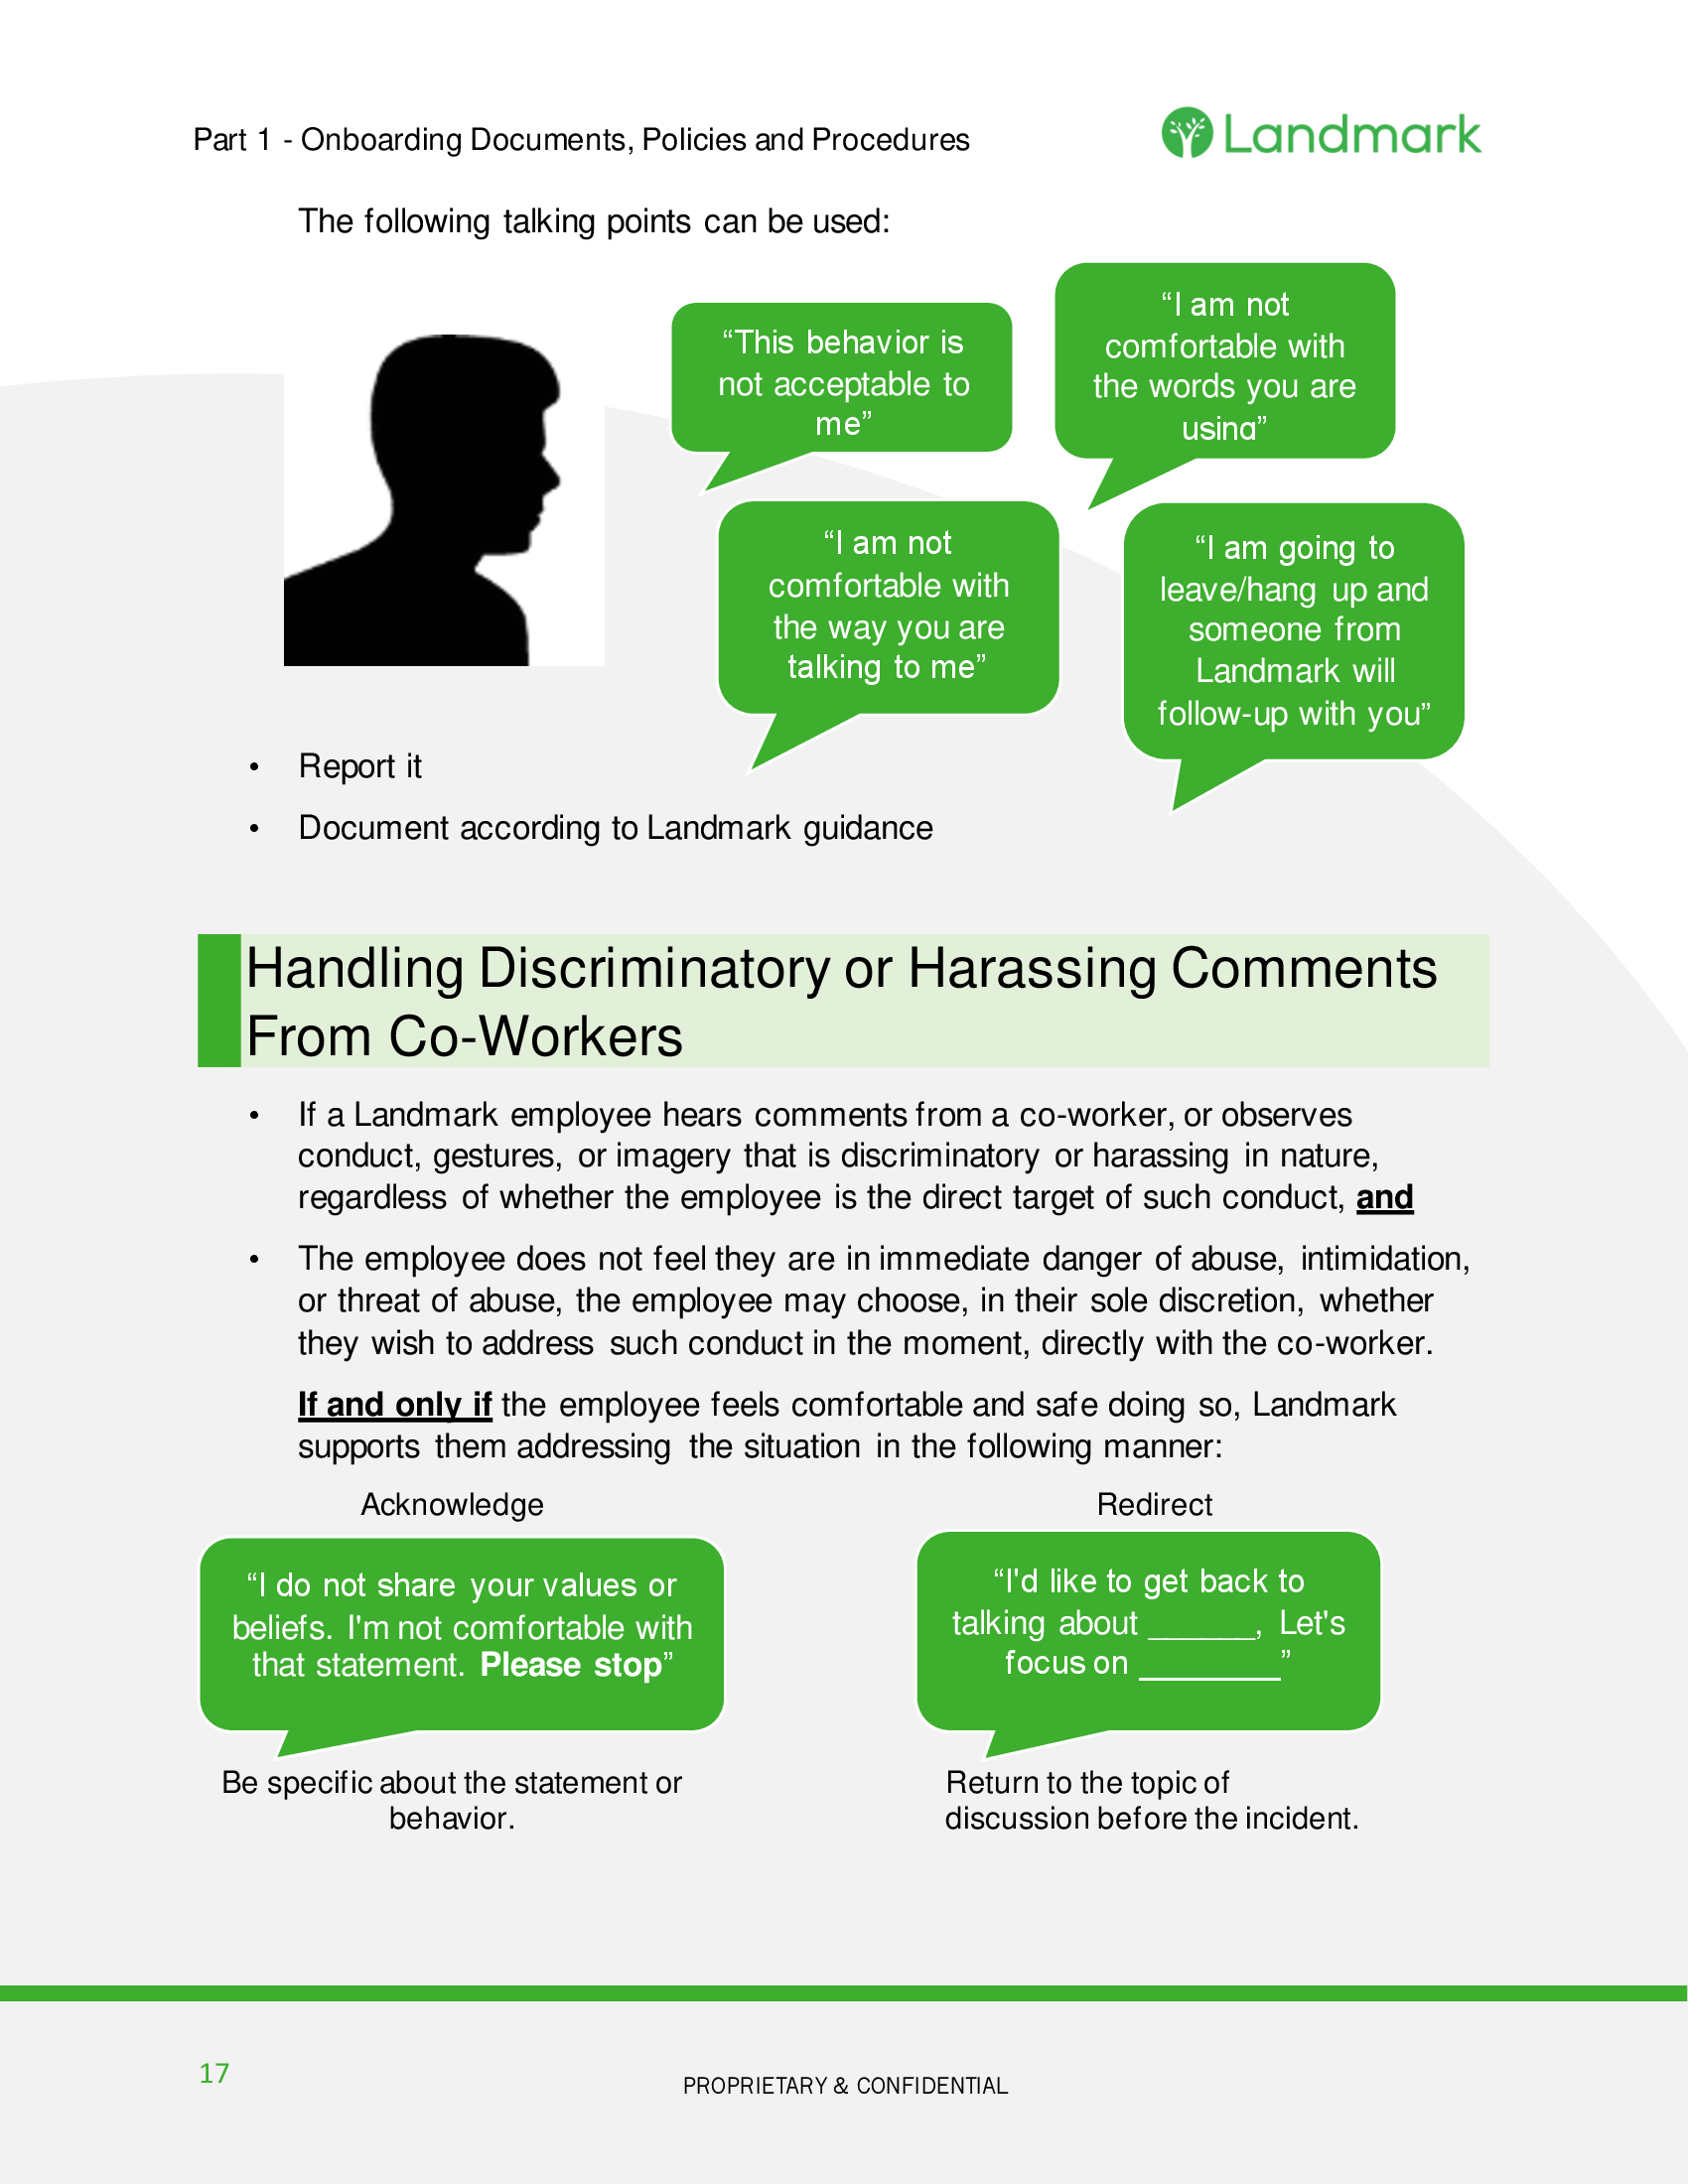 Part 1 - Onboarding Documents, Policies and Procedures
Landmark
The following talking points can be used:
“This behavior is
not acceptable to
me”
“I am not
comfortable with
the words you are
using”
“I am not
comfortable with
the way you are
talking to me”
“I am going to
leave/hang up and
someone from
Landmark will
follow-up with you”
• Report it
• Document according to Landmark guidance
Handling Discriminatory or Harassing Comments
From Co-Workers
• If a Landmark employee hears comments from a co-worker, or observes
conduct, gestures, or imagery that is discriminatory or harassing in nature,
regardless of whether the employee is the direct target of such conduct, and
• The employee does not feel they are in immediate danger of abuse, intimidation,
or threat of abuse, the employee may choose, in their sole discretion, whether
they wish to address such conduct in the moment, directly with the co-worker.
If and only if the employee feels comfortable and safe doing so, Landmark
supports them addressing the situation in the following manner:
Acknowledge
“I do not share your values or
beliefs. I'm not comfortable with
that statement. Please stop”
Be specific about the statement or
behavior.
Redirect
“I'd like to get back to
talking about ______, Let's
focus on ________”
Return to the topic of
discussion before the incident.
17
PROPRIETARY & CONFIDENTIAL